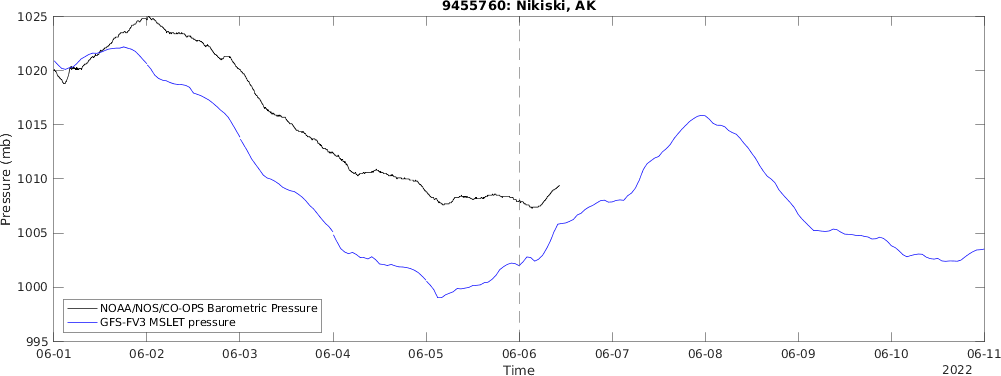 9455760: Nikiski, AK
1025
1020
1015
1010
1005
1000
995
Pressure (mb)
NOAA/NOS/CO-OPS Barometric Pressure
GFS-FV3 MSLET pressure
06-01 06-02 06-03 06-04 06-05 06-06 06-07 06-08 06-09 06-10 06-11
Time
2022